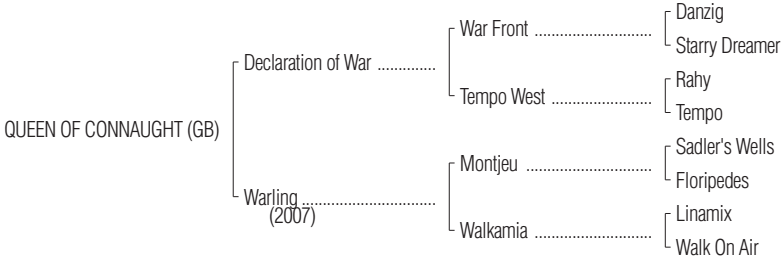 Danzig
War Front ..............................
Starry Dreamer
Declaration of War ..............
Rahy
Tempo West .........................
Tempo
QUEEN OF CONNAUGHT (GB)
Sadler's Wells
Montjeu ................................
Floripedes
Warling ...................................
(2007)
Linamix
Walkamia ..............................
Walk On Air